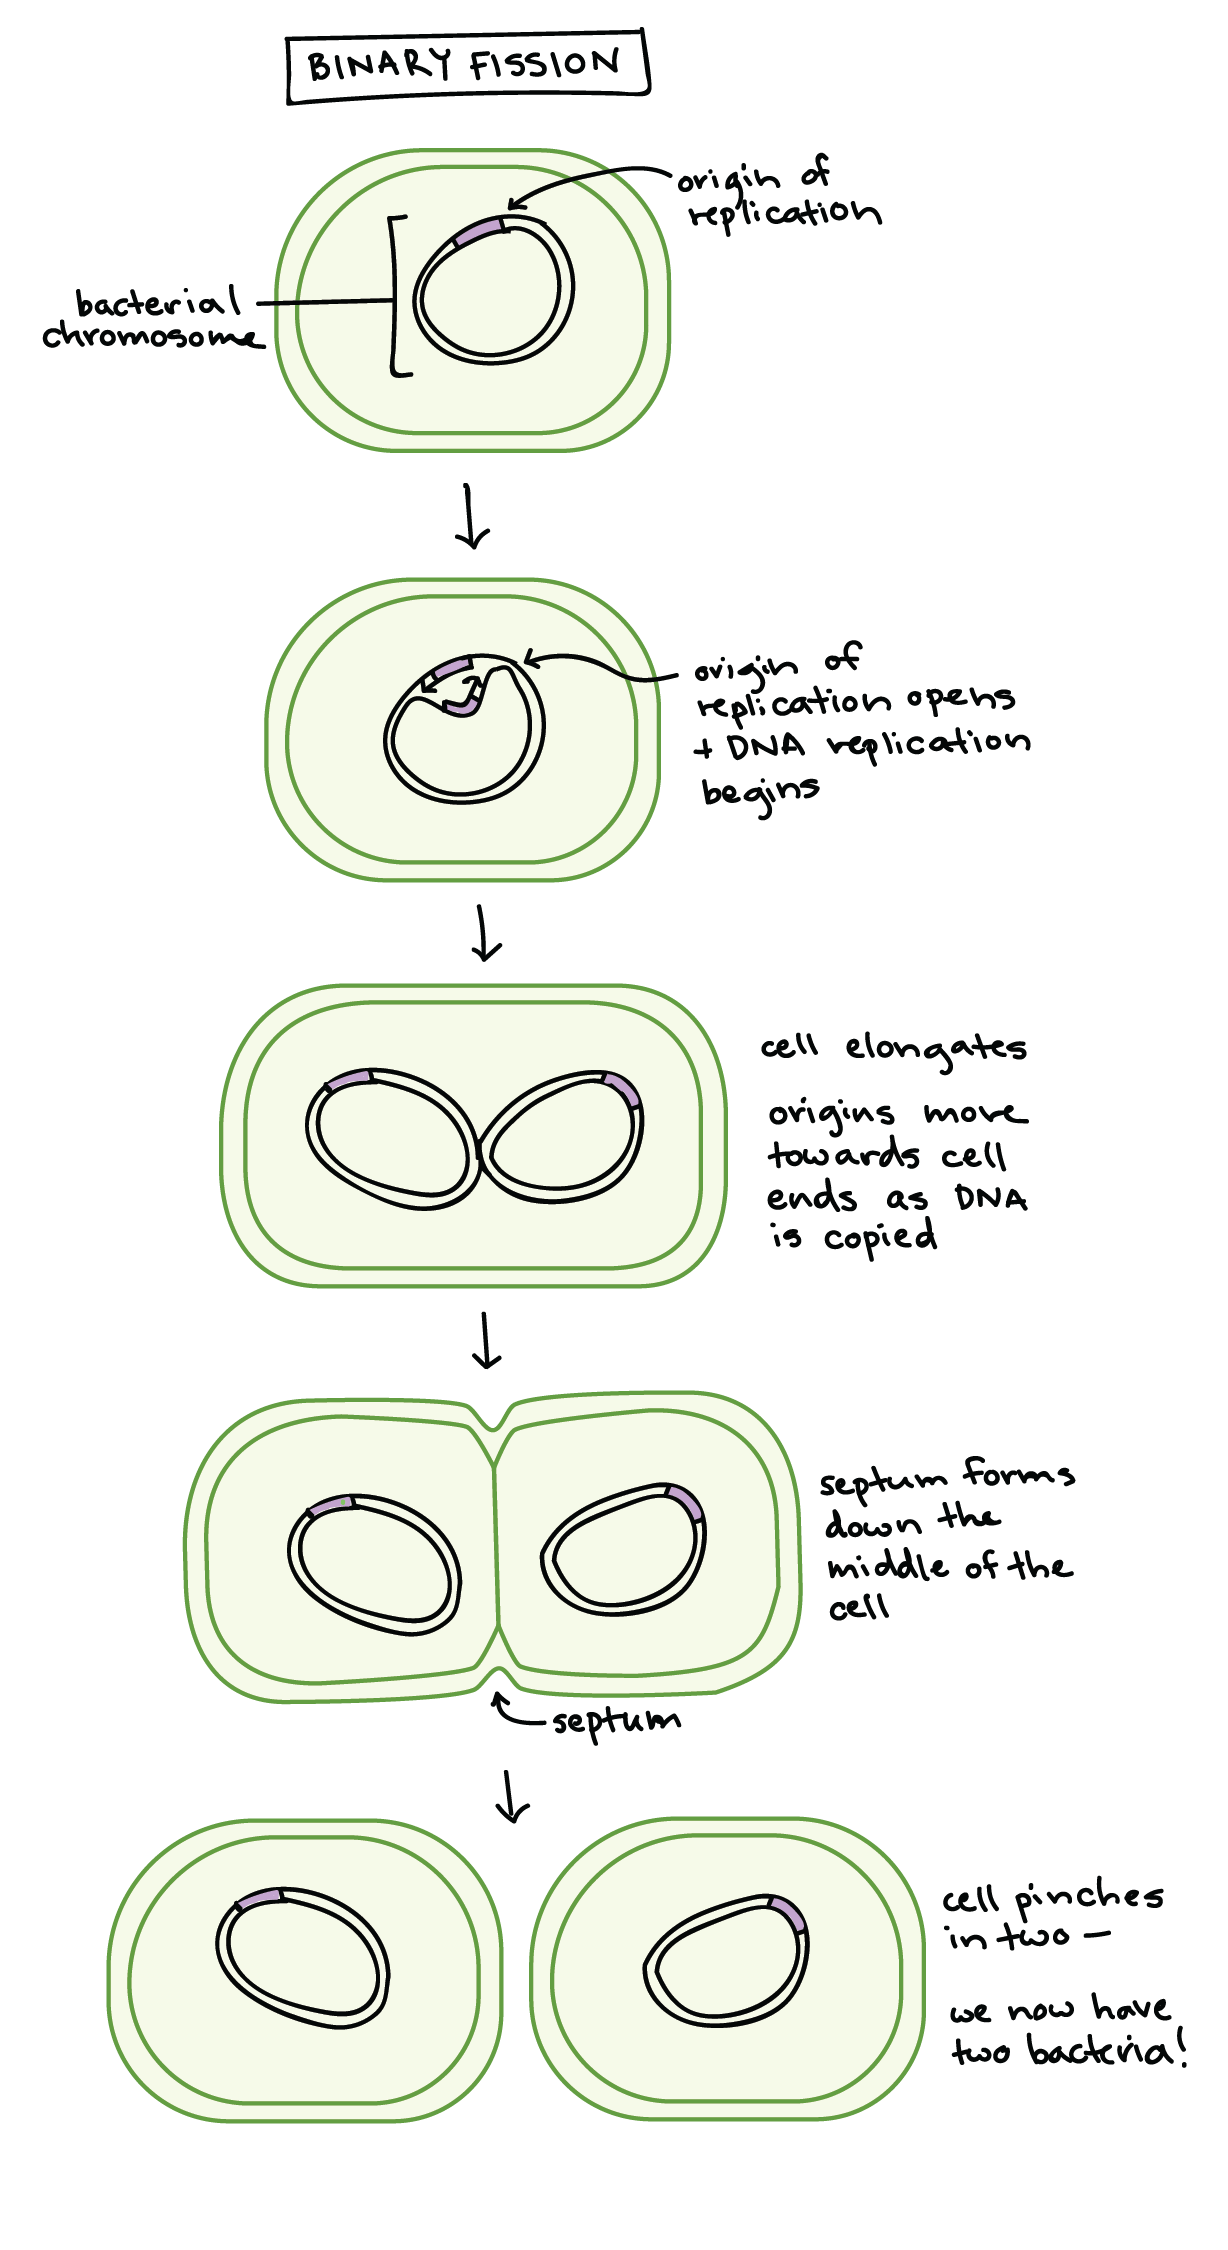 BINARY FISSION
origin of
replication
bacterial
chromosome
origin of
replication opens
+ DNA replication
begins
cell elongates
origins move
towards cell
ends as DNA
is copied
septum forms
down the
middle of the
cell
septum
cell pinches
in two —
we now have
two bacteria!